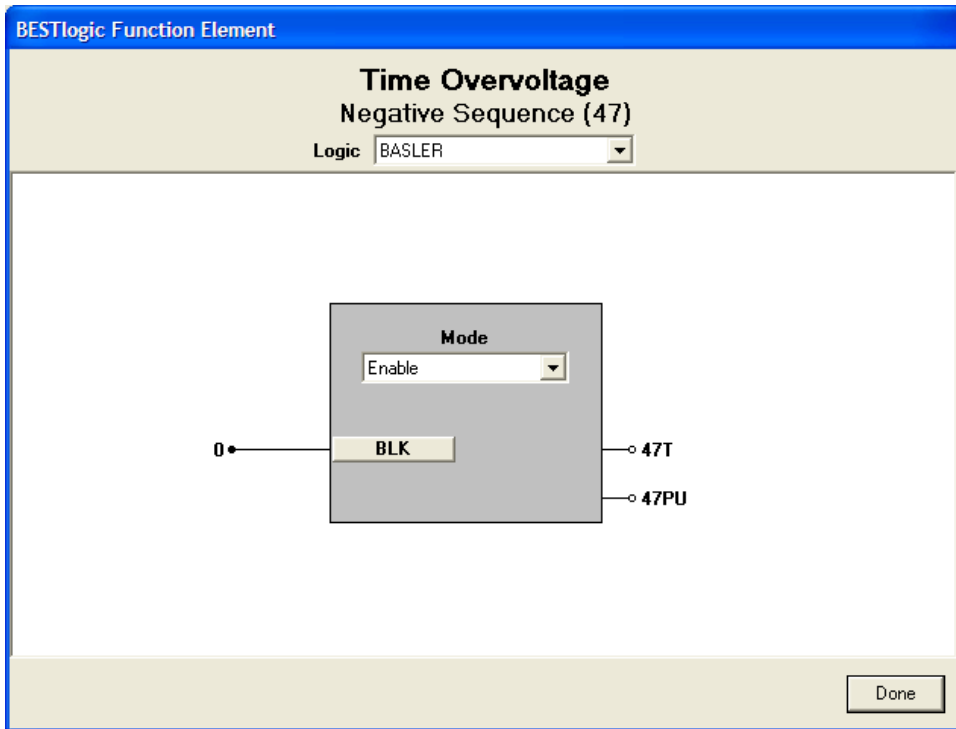 BESTlogic Function Element
Time Overvoltage
Negative Sequence (47)
Logic BASLER
Mode
Enable
0 BLK 47T
47PU
Done